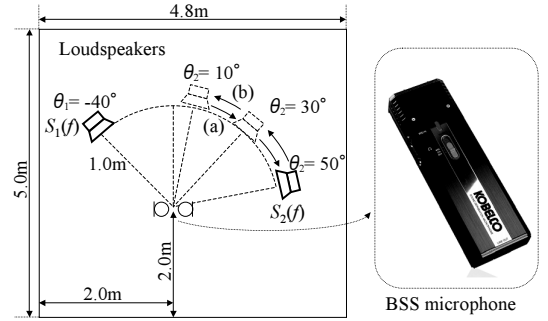 4.8m
Loudspeakers
θ₂= 10°
θ₁= -40°
(b)
θ₂= 30°
S₁(f)
(a)
1.0m
θ₂= 50°
5.0m
S₂(f)
KOBELCO
2.0m
2.0m
BSS microphone